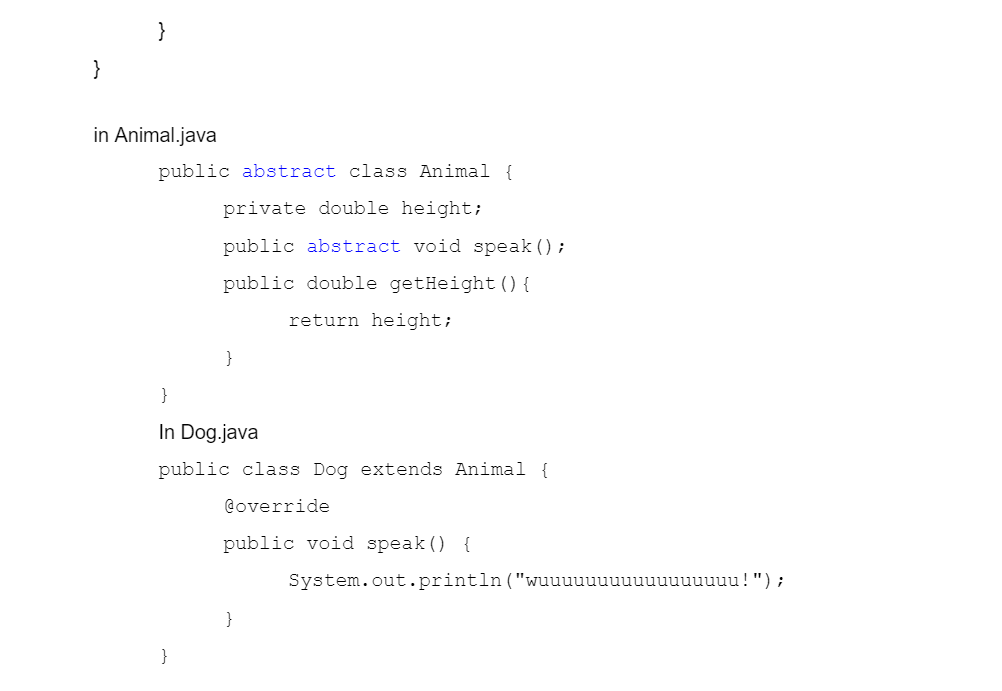 }
}
in Animal.java
public abstract class Animal {
private double height;
public abstract void speak();
public double getHeight(){
return height;
}
}
In Dog.java
public class Dog extends Animal {
@override
public void speak() {
System.out.println("wuuuuuuuuuuuuuuuuu!");
}
}